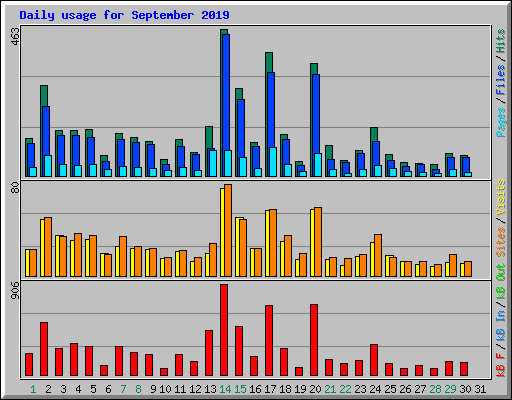 Daily usage for September 2019
463
Pages / Files / Hits
80
Sites / Visits
906
kB F / kB In / kB Out
1 2 3 4 5 6 7 8 9 10 11 12 13 14 15 16 17 18 19 20 21 22 23 24 25 26 27 28 29 30 31